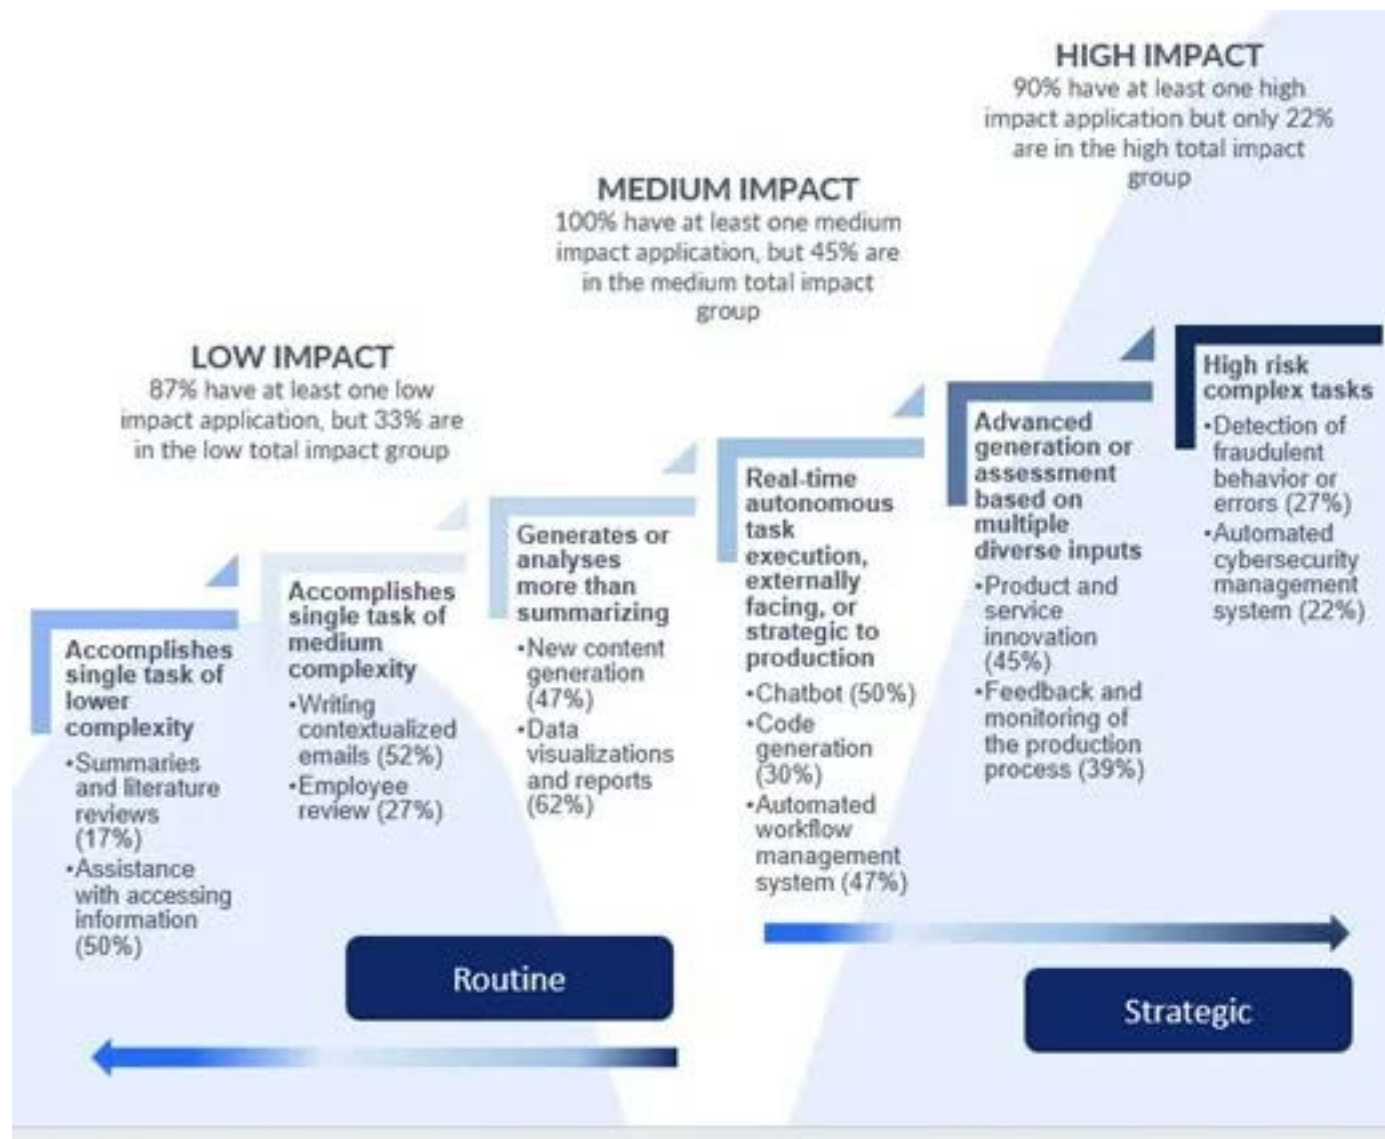 HIGH IMPACT
90% have at least one high
impact application but only 22%
are in the high total impact
group
MEDIUM IMPACT
100% have at least one medium
impact application, but 45% are
in the medium total impact
group
LOW IMPACT
87% have at least one low
impact application, but 33% are
in the low total impact group
Accomplishes
single task of
lower
complexity
•Summaries
and literature
reviews
(17%)
•Assistance
with accessing
information
(50%)
Accomplishes
single task of
medium
complexity
•Writing
contextualized
emails (52%)
•Employee
review (27%)
Generates or
analyses
more than
summarizing
•New content
generation
(47%)
•Data
visualizations
and reports
(62%)
Real-time
autonomous
task
execution,
externally
facing, or
strategic to
production
•Chatbot (50%)
•Code
generation
(30%)
•Automated
workflow
management
system (47%)
Advanced
generation or
assessment
based on
multiple
diverse inputs
•Product and
service
innovation
(45%)
•Feedback and
monitoring of
the production
process (39%)
High risk
complex tasks
•Detection of
fraudulent
behavior or
errors (27%)
•Automated
cybersecurity
management
system (22%)
Routine
Strategic